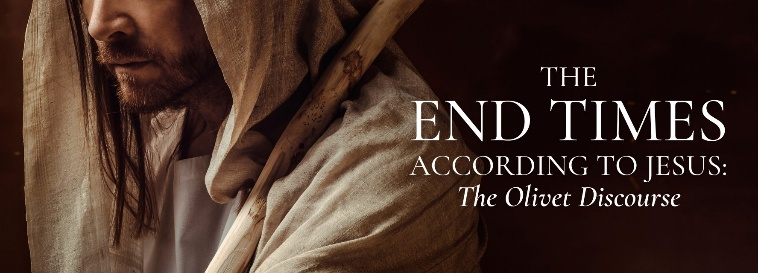 THE
END TIMES
ACCORDING TO JESUS:
The Olivet Discourse